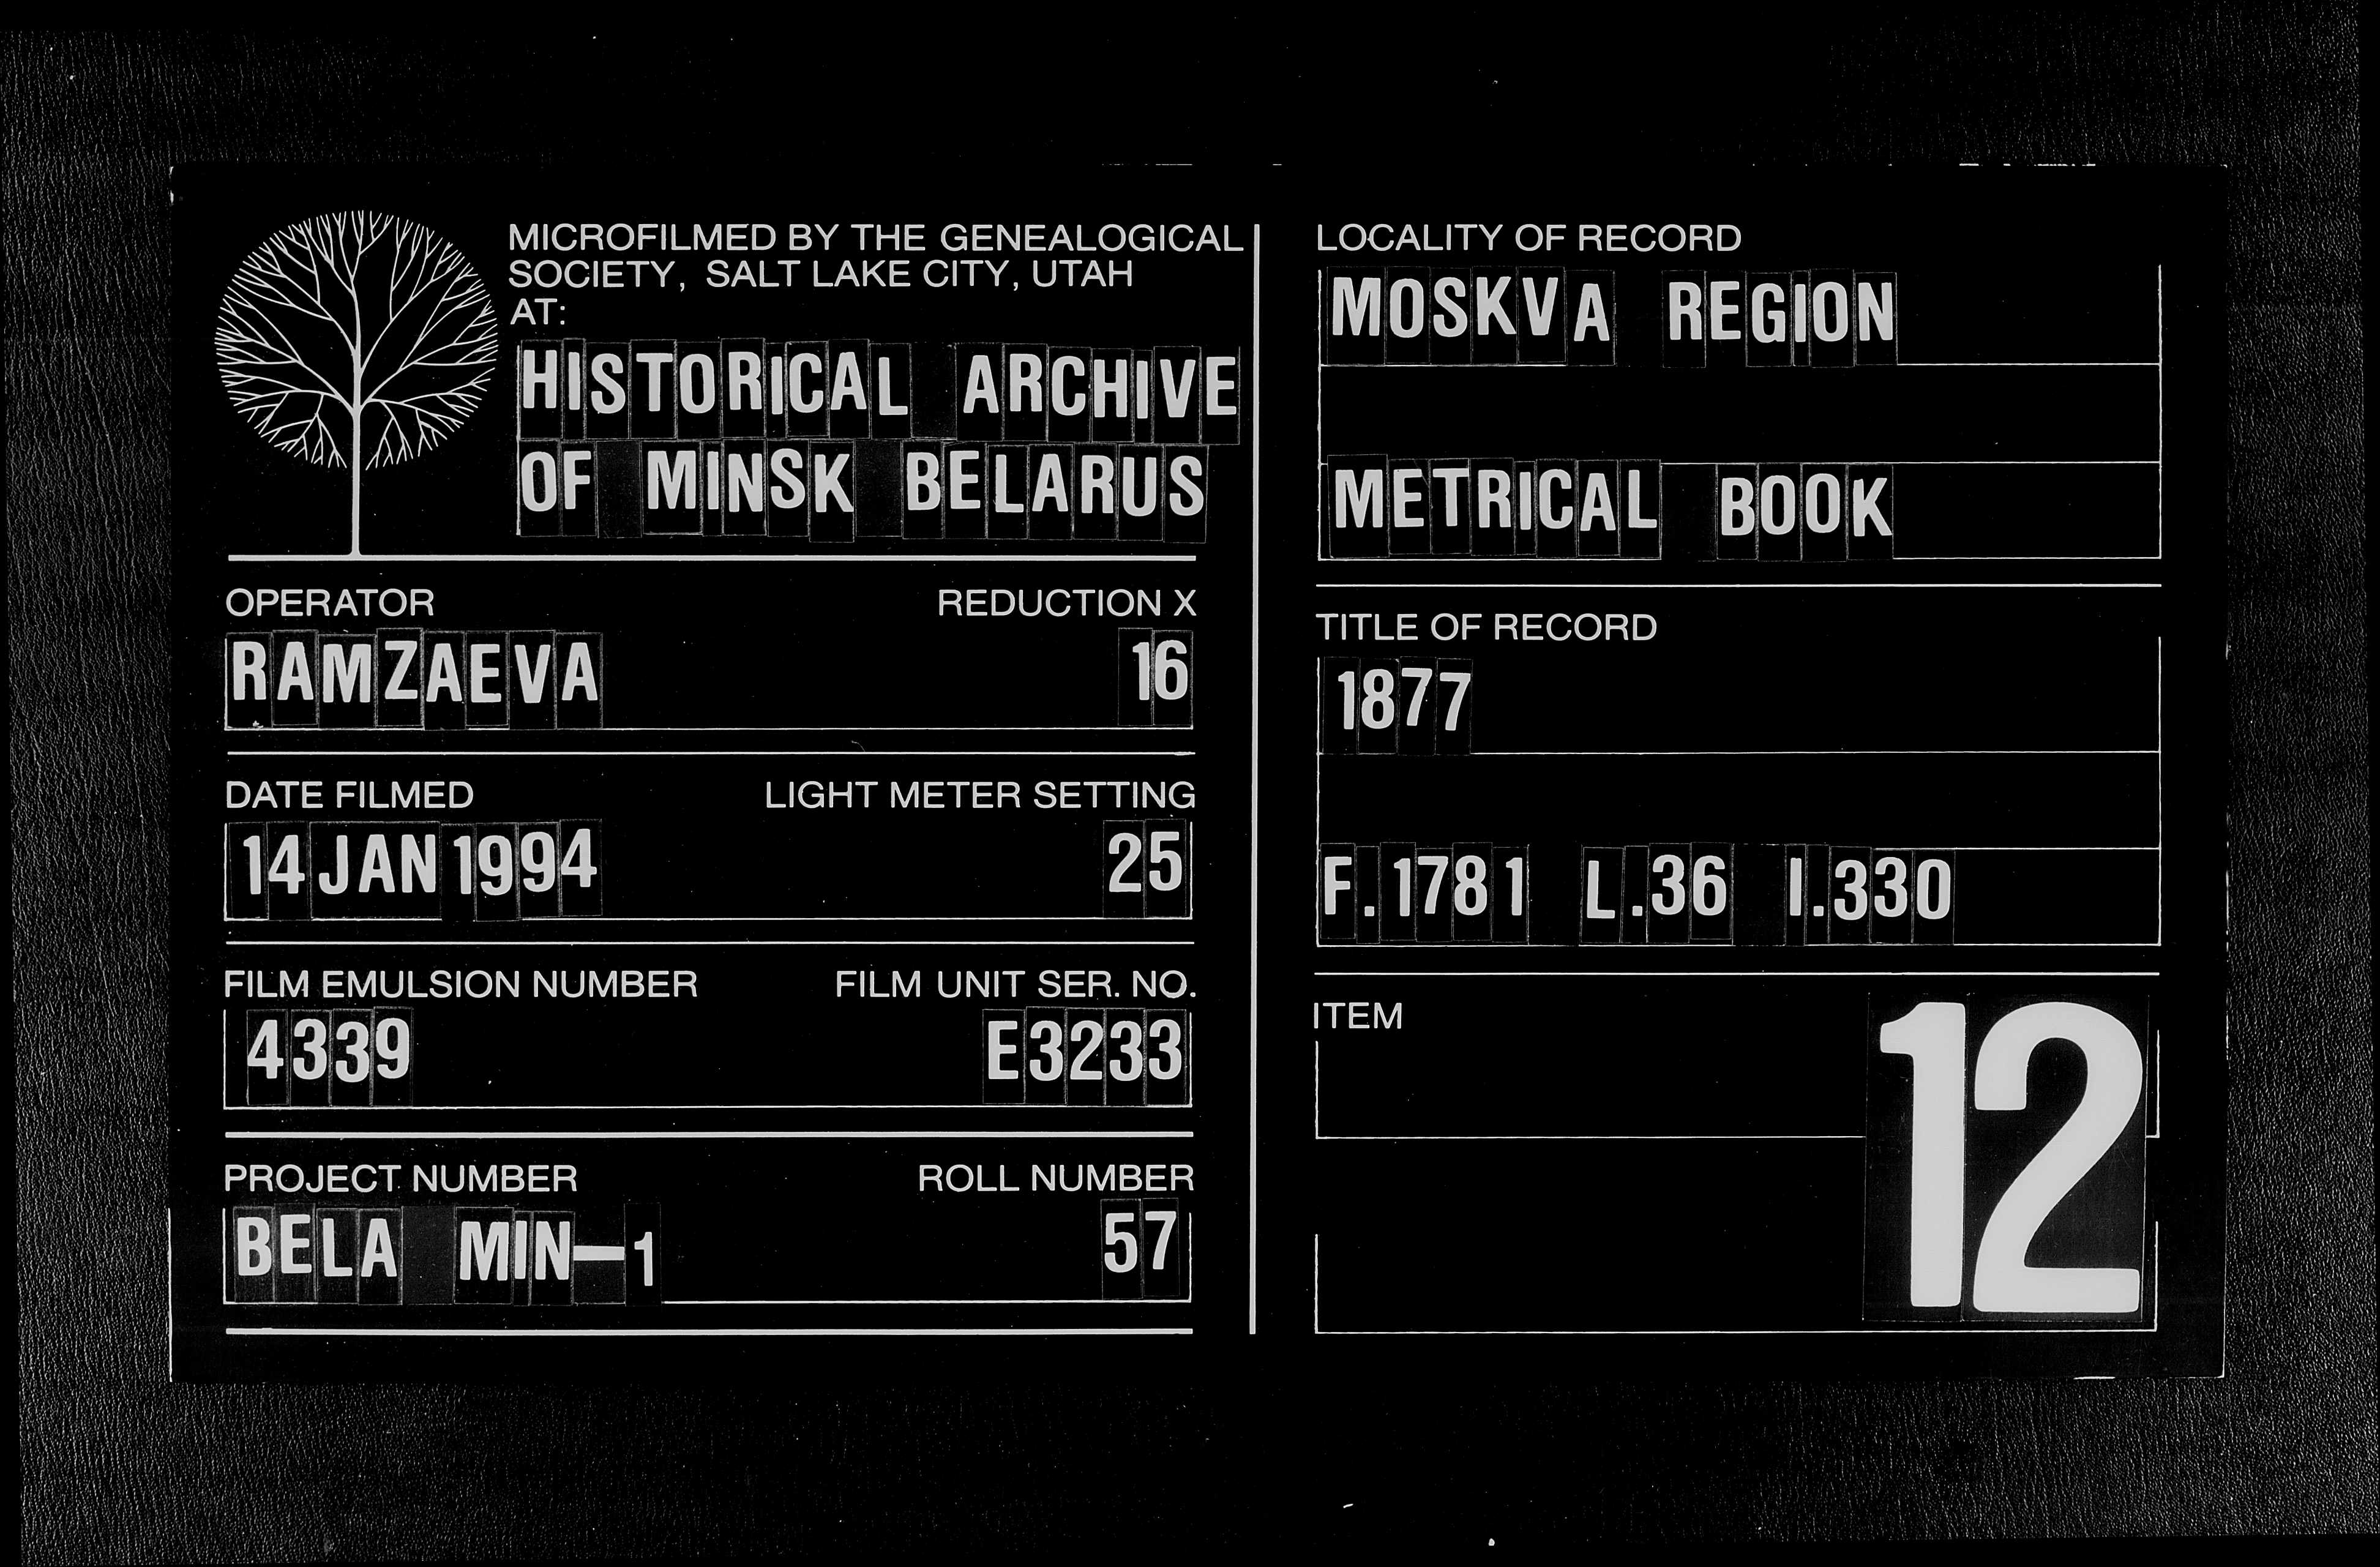 MICROFILMED BY THE GENEALOGICAL
SOCIETY, SALT LAKE CITY, UTAH
AT:
HISTORICAL ARCHIVE
OF MINSK BELARUS
OPERATOR REDUCTION X
RAMZAEVA 16
DATE FILMED LIGHT METER SETTING
14 JAN 1994 25
FILM EMULSION NUMBER FILM UNIT SER. NO.
4339 E3233
PROJECT NUMBER ROLL NUMBER
BELA MIN-1 57
LOCALITY OF RECORD
MOSKVA REGION
METRICAL BOOK
TITLE OF RECORD
1877
F.1781 L.36 I.330
ITEM
12